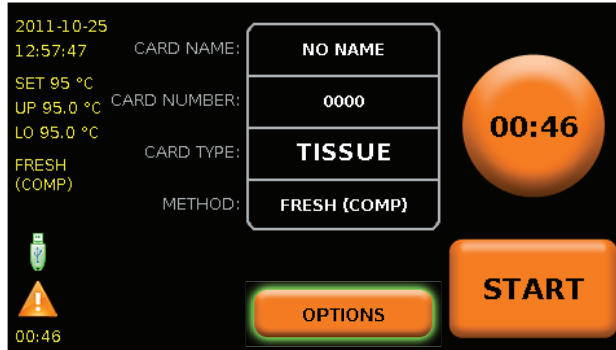 2011-10-25
12:57:47
SET 95 °C
UP 95.0 °C
LO 95.0 °C
FRESH
(COMP)
CARD NAME: NO NAME
CARD NUMBER: 0000
CARD TYPE: TISSUE
METHOD: FRESH (COMP)
00:46
START
OPTIONS
00:46